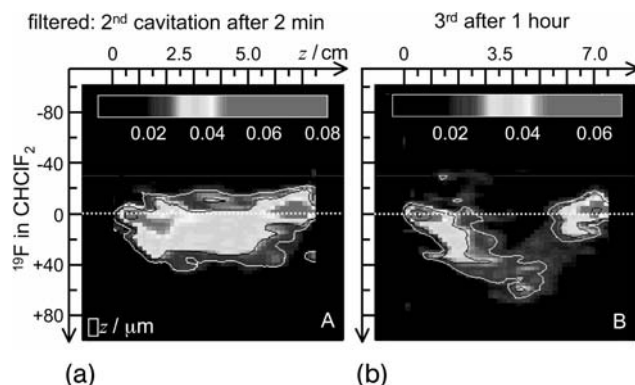 filtered: 2nd cavitation after 2 min
3rd after 1 hour
0 2.5 5.0 z / cm
0 3.5 7.0
0.02 0.04 0.06 0.08
0.02 0.04 0.06
-80
-40
0
+40
+80
19F in CHClF2
▯z / μm
A
B
(a)
(b)